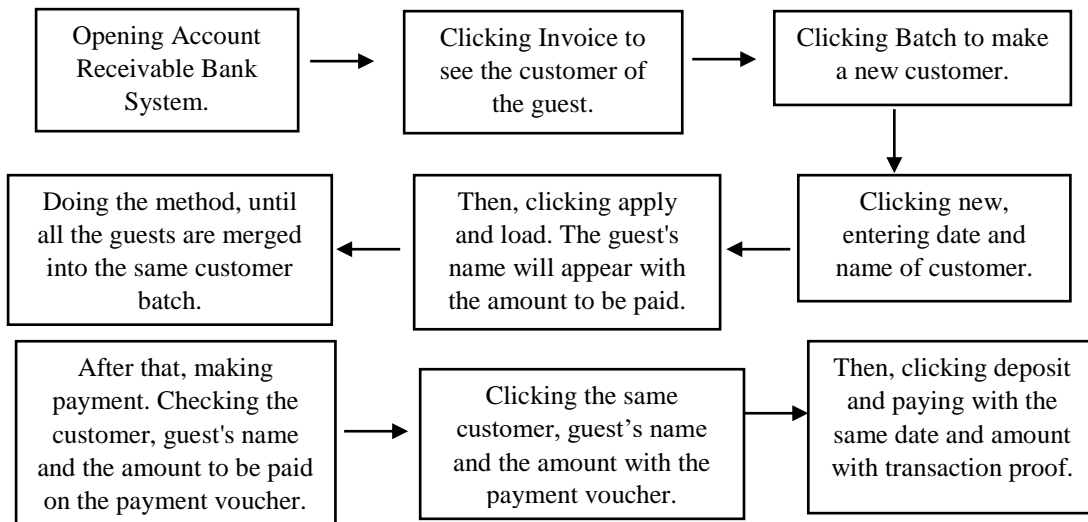 Opening Account
Receivable Bank
System.
Clicking Invoice to
see the customer of
the guest.
Clicking Batch to make
a new customer.
Clicking new,
entering date and
name of customer.
Then, clicking apply
and load. The guest's
name will appear with
the amount to be paid.
Doing the method, until
all the guests are merged
into the same customer
batch.
After that, making
payment. Checking the
customer, guest's name
and the amount to be paid
on the payment voucher.
Clicking the same
customer, guest’s name
and the amount with the
payment voucher.
Then, clicking deposit
and paying with the
same date and amount
with transaction proof.